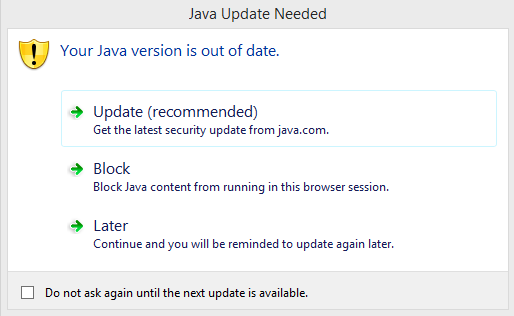 Java Update Needed
Your Java version is out of date.
Update (recommended)
Get the latest security update from java.com.
Block
Block Java content from running in this browser session.
Later
Continue and you will be reminded to update again later.
Do not ask again until the next update is available.